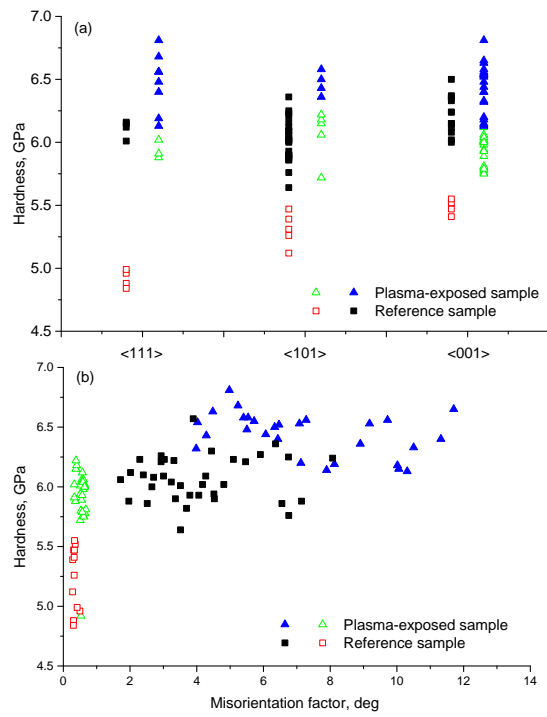 (a)
7.0
6.5
6.0
5.5
5.0
4.5
Hardness, GPa
Plasma-exposed sample
Reference sample
<111> <101> <001>
(b)
7.0
6.5
6.0
5.5
5.0
4.5
Hardness, GPa
Plasma-exposed sample
Reference sample
0 2 4 6 8 10 12 14
Misorientation factor, deg